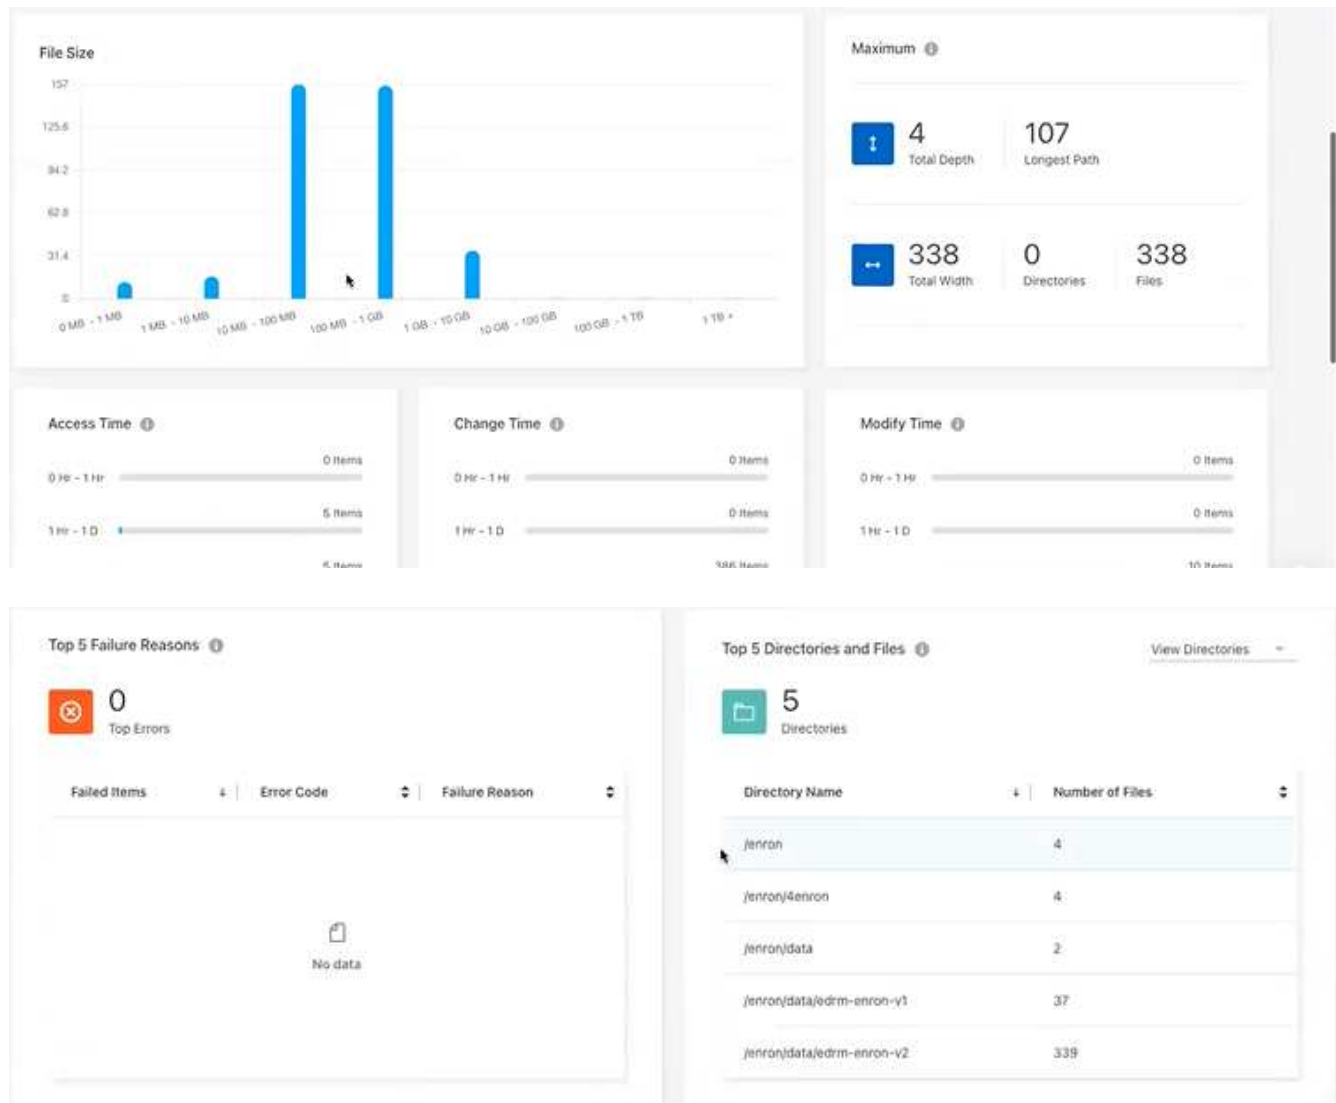 File Size
157
125.6
94.2
62.8
31.4
0
0 MB - 1 MB
1 MB - 10 MB
10 MB - 100 MB
100 MB - 1 GB
1 GB - 10 GB
10 GB - 100 GB
100 GB - 1 TB
1 TB +
Maximum
4
Total Depth
107
Longest Path
338
Total Width
0
Directories
338
Files
Access Time
0 Items
0 Hr - 1 Hr
5 Items
1 Hr - 1 D
5 Items
Change Time
0 Items
0 Hr - 1 Hr
0 Items
1 Hr - 1 D
386 Items
Modify Time
0 Items
0 Hr - 1 Hr
0 Items
1 Hr - 1 D
10 Items
Top 5 Failure Reasons
0
Top Errors
Failed Items Error Code Failure Reason
No data
Top 5 Directories and Files
View Directories
5
Directories
Directory Name Number of Files
/enron 4
/enron/4enron 4
/enron/data 2
/enron/data/edrm-enron-v1 37
/enron/data/edrm-enron-v2 339